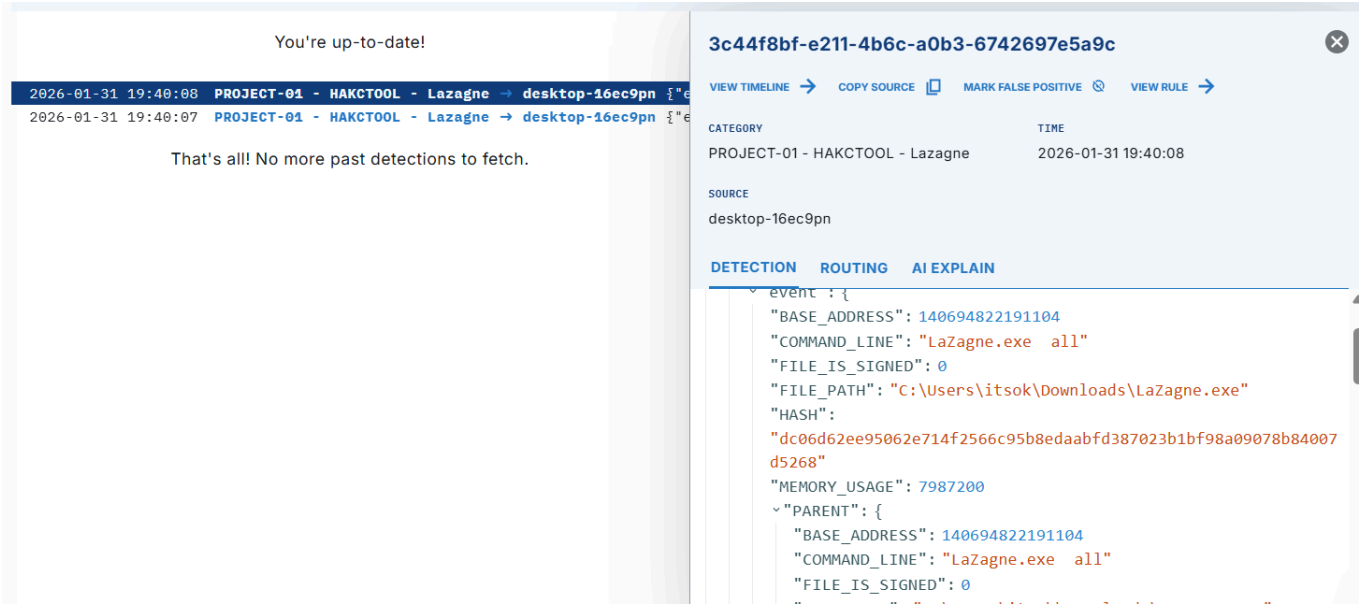 You're up-to-date!
2026-01-31 19:40:08 PROJECT-01 - HAKCTOOL - Lazagne → desktop-16ec9pn {"e
2026-01-31 19:40:07 PROJECT-01 - HAKCTOOL - Lazagne → desktop-16ec9pn {"e
That's all! No more past detections to fetch.
3c44f8bf-e211-4b6c-a0b3-6742697e5a9c
VIEW TIMELINE → COPY SOURCE MARK FALSE POSITIVE VIEW RULE →
CATEGORY TIME
PROJECT-01 - HAKCTOOL - Lazagne 2026-01-31 19:40:08
SOURCE
desktop-16ec9pn
DETECTION ROUTING AI EXPLAIN
event : {
"BASE_ADDRESS": 140694822191104
"COMMAND_LINE": "LaZagne.exe  all"
"FILE_IS_SIGNED": 0
"FILE_PATH": "C:\Users\itsok\Downloads\LaZagne.exe"
"HASH":
"dc06d62ee95062e714f2566c95b8edaabfd387023b1bf98a09078b84007
d5268"
"MEMORY_USAGE": 7987200
"PARENT": {
"BASE_ADDRESS": 140694822191104
"COMMAND_LINE": "LaZagne.exe  all"
"FILE_IS_SIGNED": 0